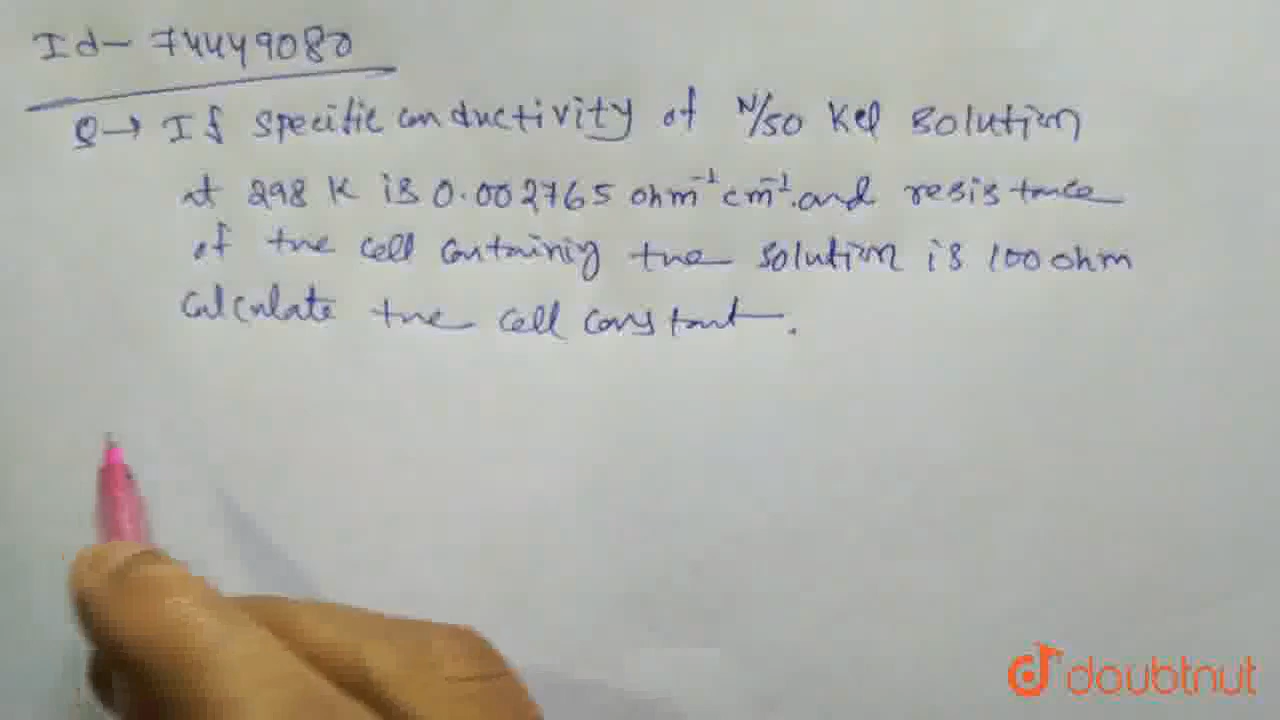 Id- 74449080
Q→ If specific conductivity of N/50 Kcl solution
at 298 K is 0.002765 ohm⁻¹ cm⁻¹. and resistance
of the cell containing the solution is 100 ohm
calculate the cell constant.
doubtnut